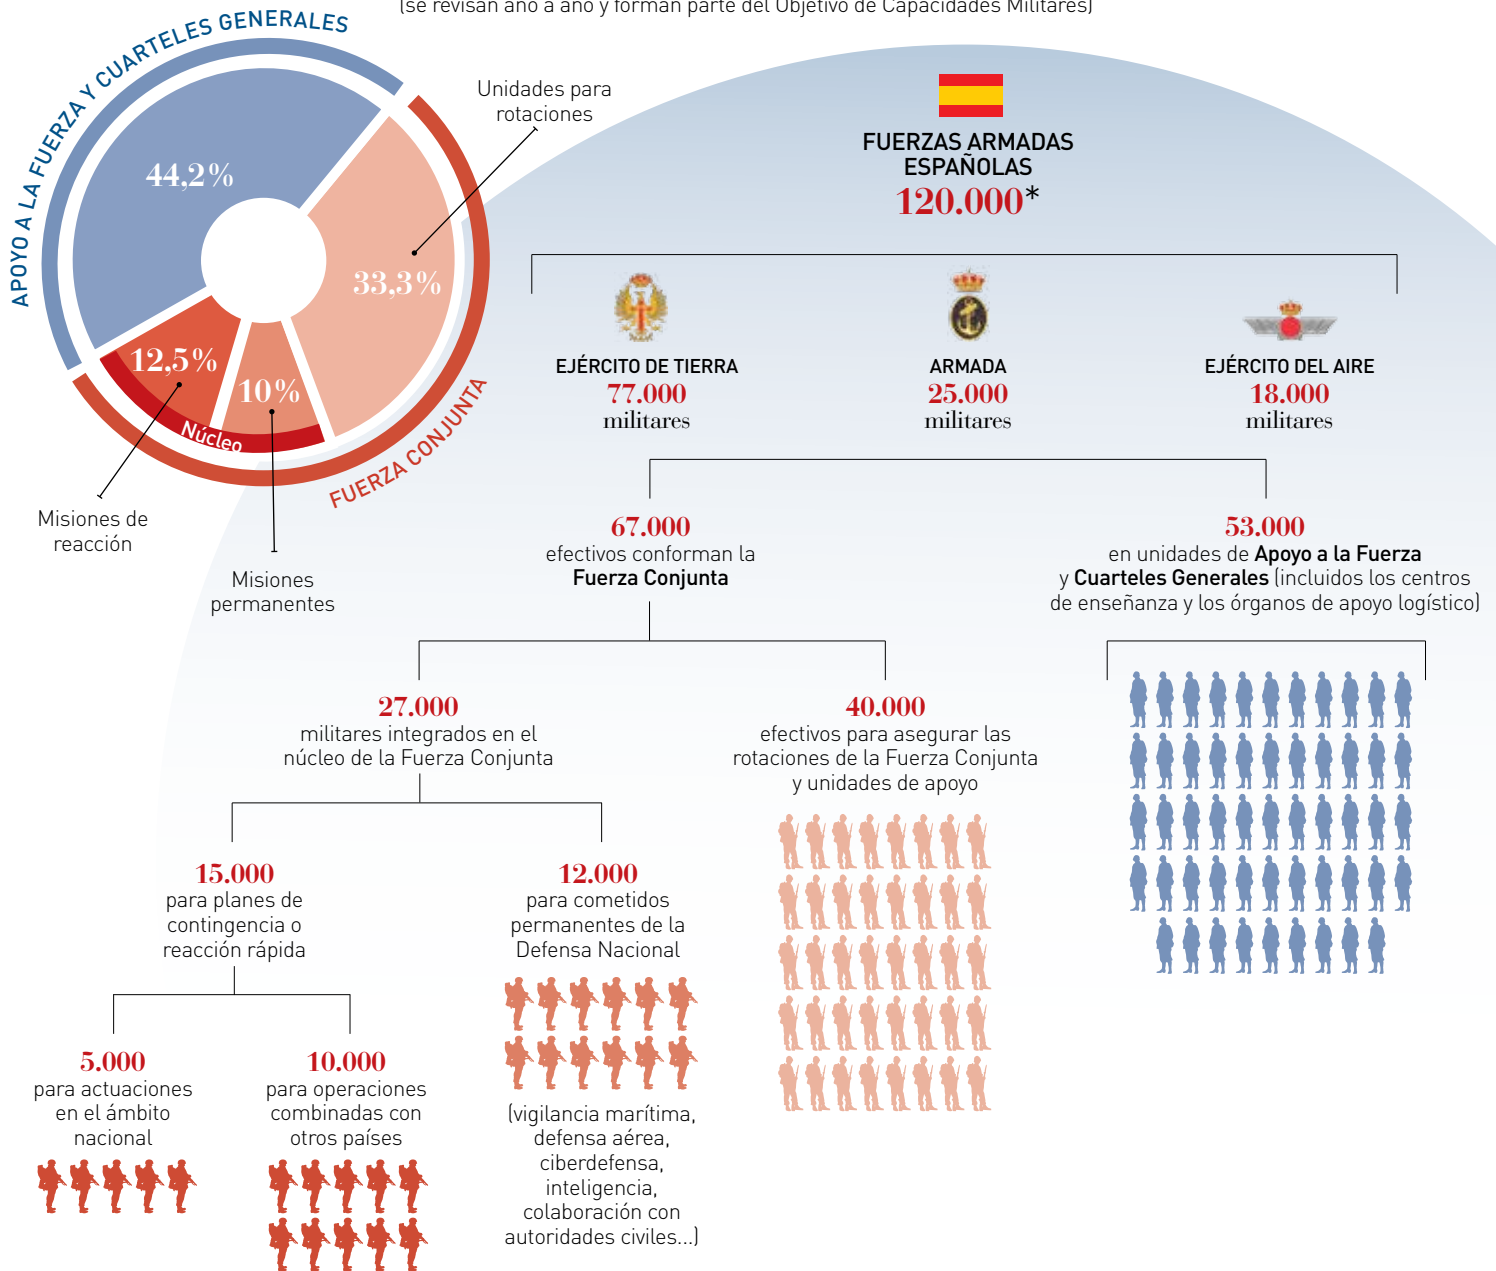 (se revisan año a año y forman parte del Objetivo de Capacidades Militares)
APOYO A LA FUERZA Y CUARTELES GENERALES
Unidades para
rotaciones
44,2%
33,3%
12,5%
10%
Núcleo
FUERZA CONJUNTA
Misiones de
reacción
Misiones
permanentes
FUERZAS ARMADAS
ESPAÑOLAS
120.000*
EJÉRCITO DE TIERRA
77.000
militares
ARMADA
25.000
militares
EJÉRCITO DEL AIRE
18.000
militares
67.000
efectivos conforman la
Fuerza Conjunta
53.000
en unidades de Apoyo a la Fuerza
y Cuarteles Generales (incluidos los centros
de enseñanza y los órganos de apoyo logístico)
27.000
militares integrados en el
núcleo de la Fuerza Conjunta
40.000
efectivos para asegurar las
rotaciones de la Fuerza Conjunta
y unidades de apoyo
15.000
para planes de
contingencia o
reacción rápida
12.000
para cometidos
permanentes de la
Defensa Nacional
5.000
para actuaciones
en el ámbito
nacional
10.000
para operaciones
combinadas con
otros países
(vigilancia marítima,
defensa aérea,
ciberdefensa,
inteligencia,
colaboración con
autoridades civiles...)